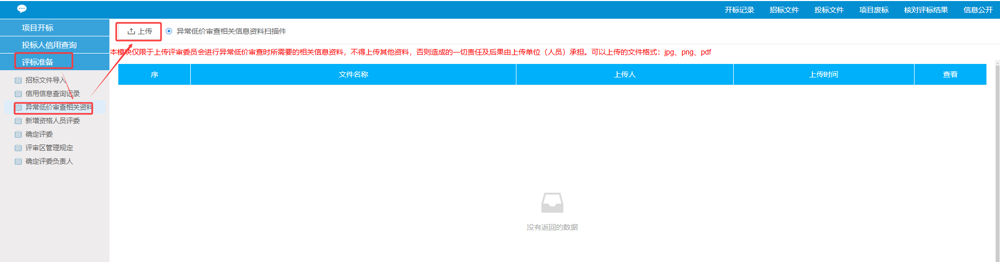 开标记录 招标文件 投标文件 项目废标 核对评标结果 信息公开
项目开标
投标人信用查询
评标准备
招标文件导入
信用信息查询记录
异常低价审查相关资料
新增资格人员评委
确定评委
评审区管理规定
确定评委负责人
上传 异常低价审查相关信息资料扫描件
本模块仅限于上传评审委员会进行异常低价审查时所需要的相关信息资料，不得上传其他资料，否则造成的一切责任及后果由上传单位（人员）承担。可以上传的文件格式：jpg、png、pdf
序 文件名称 上传人 上传时间 查看
没有返回的数据